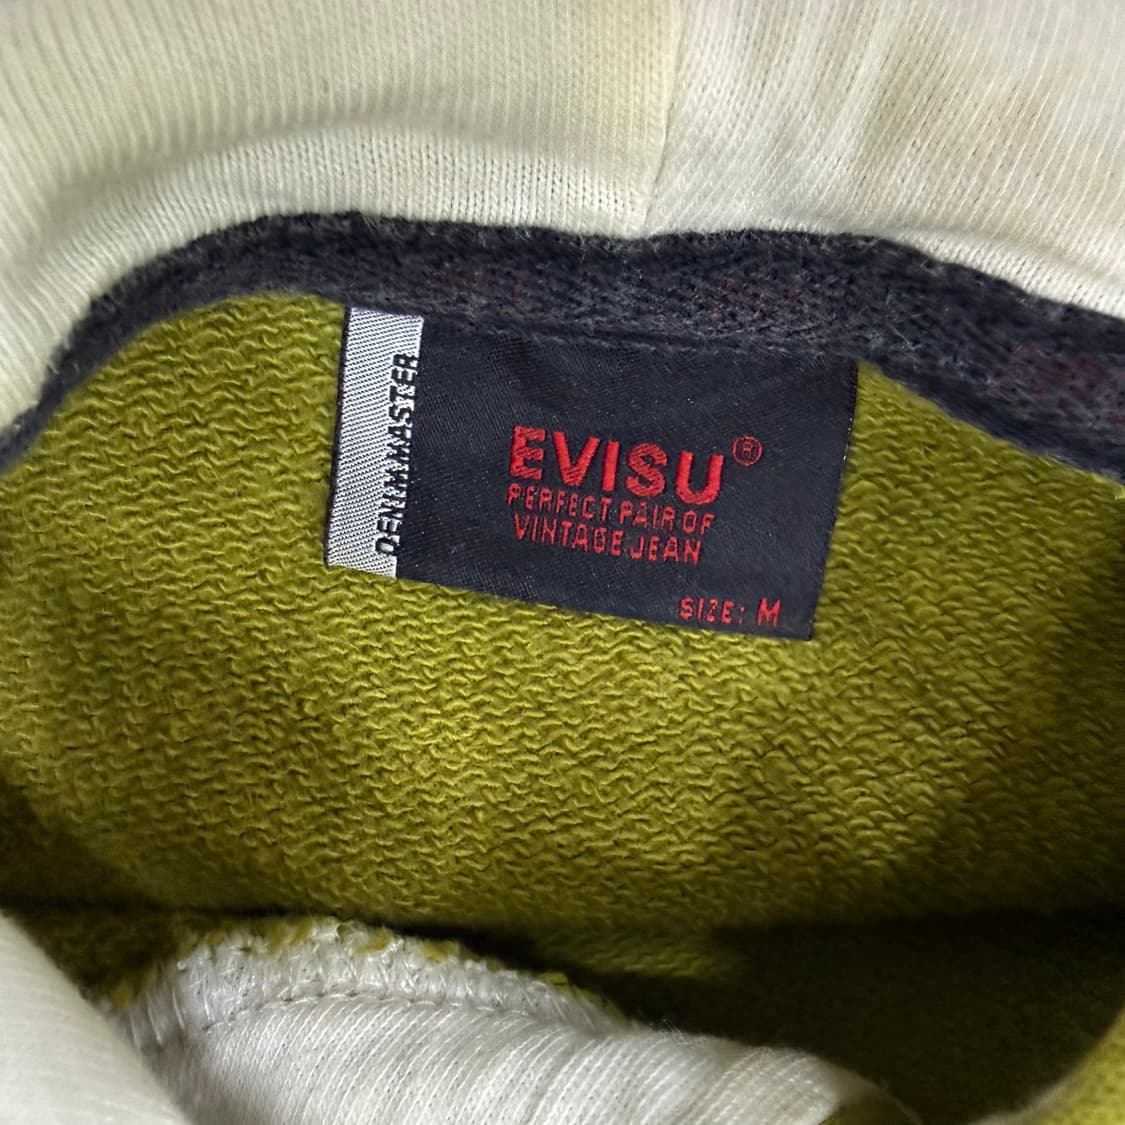 DENIM MASTER
EVISU®
PERFECT PAIR OF
VINTAGE JEAN
SIZE: M